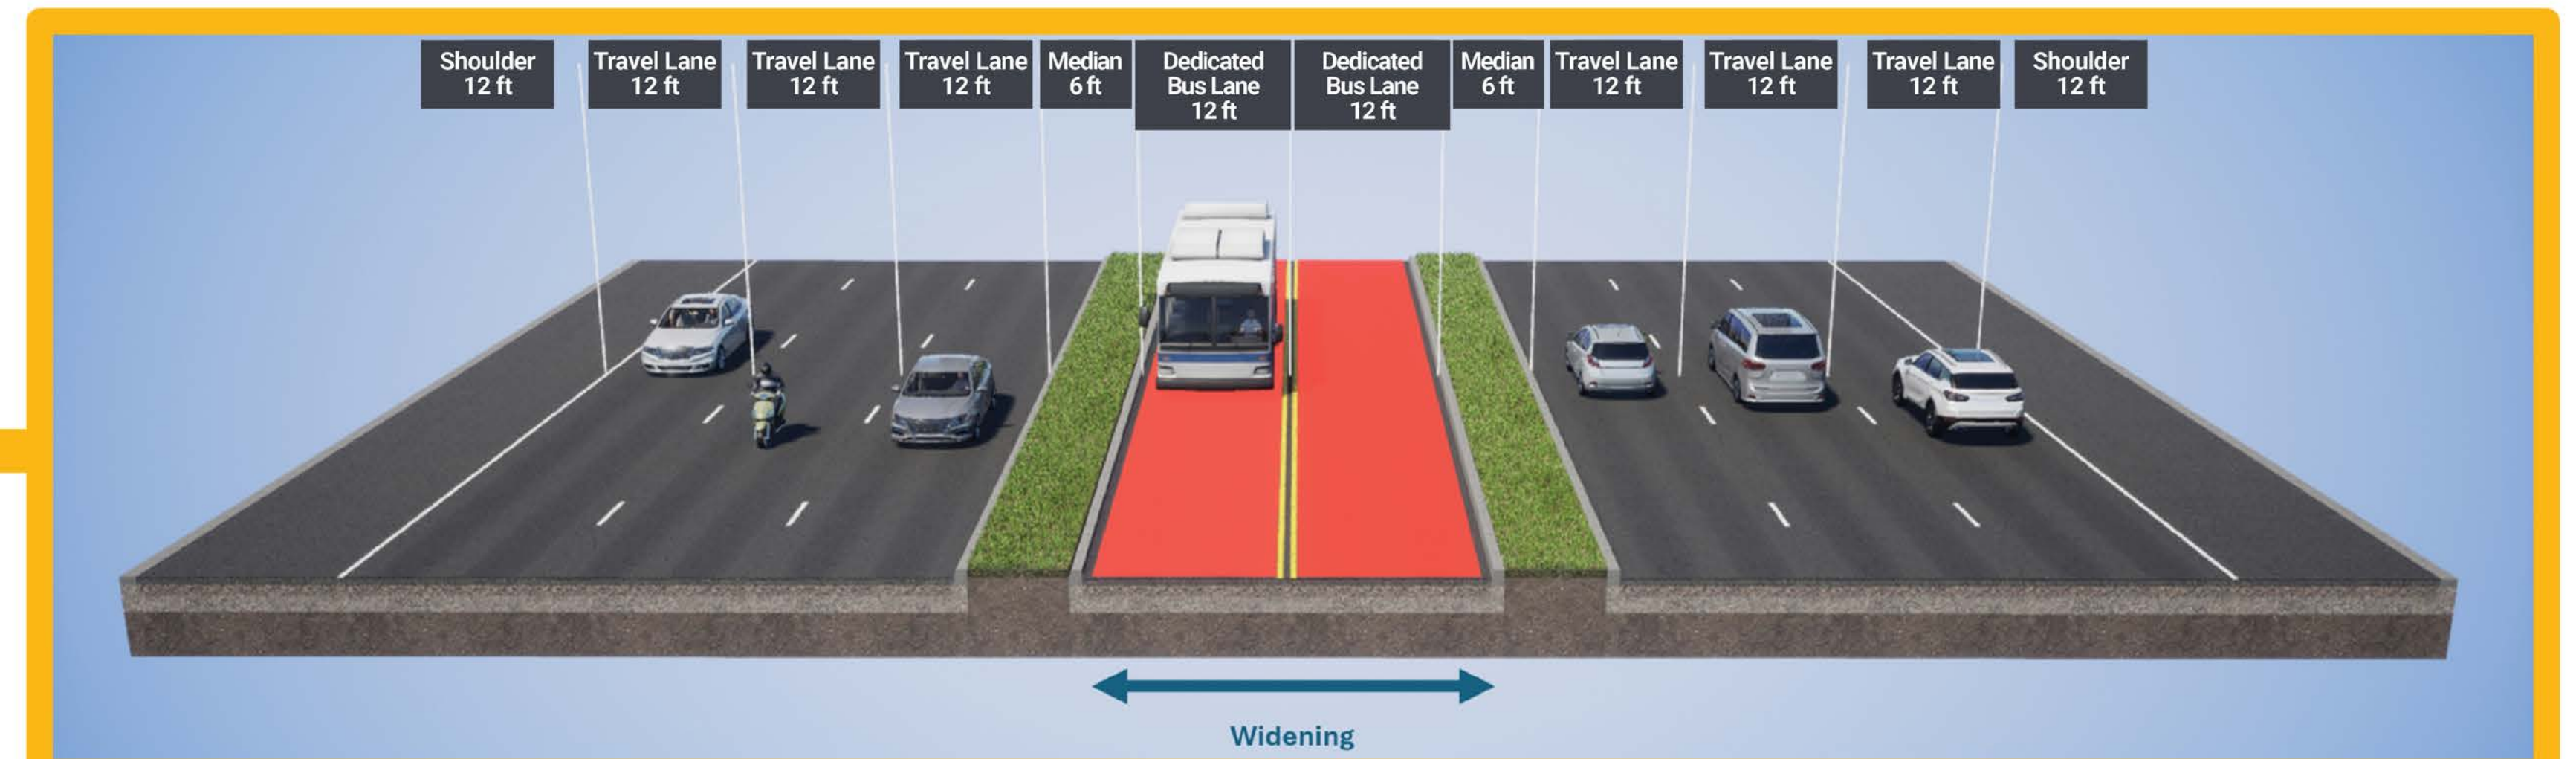 Shoulder
12 ft
Travel Lane
12 ft
Travel Lane
12 ft
Travel Lane
12 ft
Median
6 ft
Dedicated
Bus Lane
12 ft
Dedicated
Bus Lane
12 ft
Median
6 ft
Travel Lane
12 ft
Travel Lane
12 ft
Travel Lane
12 ft
Shoulder
12 ft
Widening